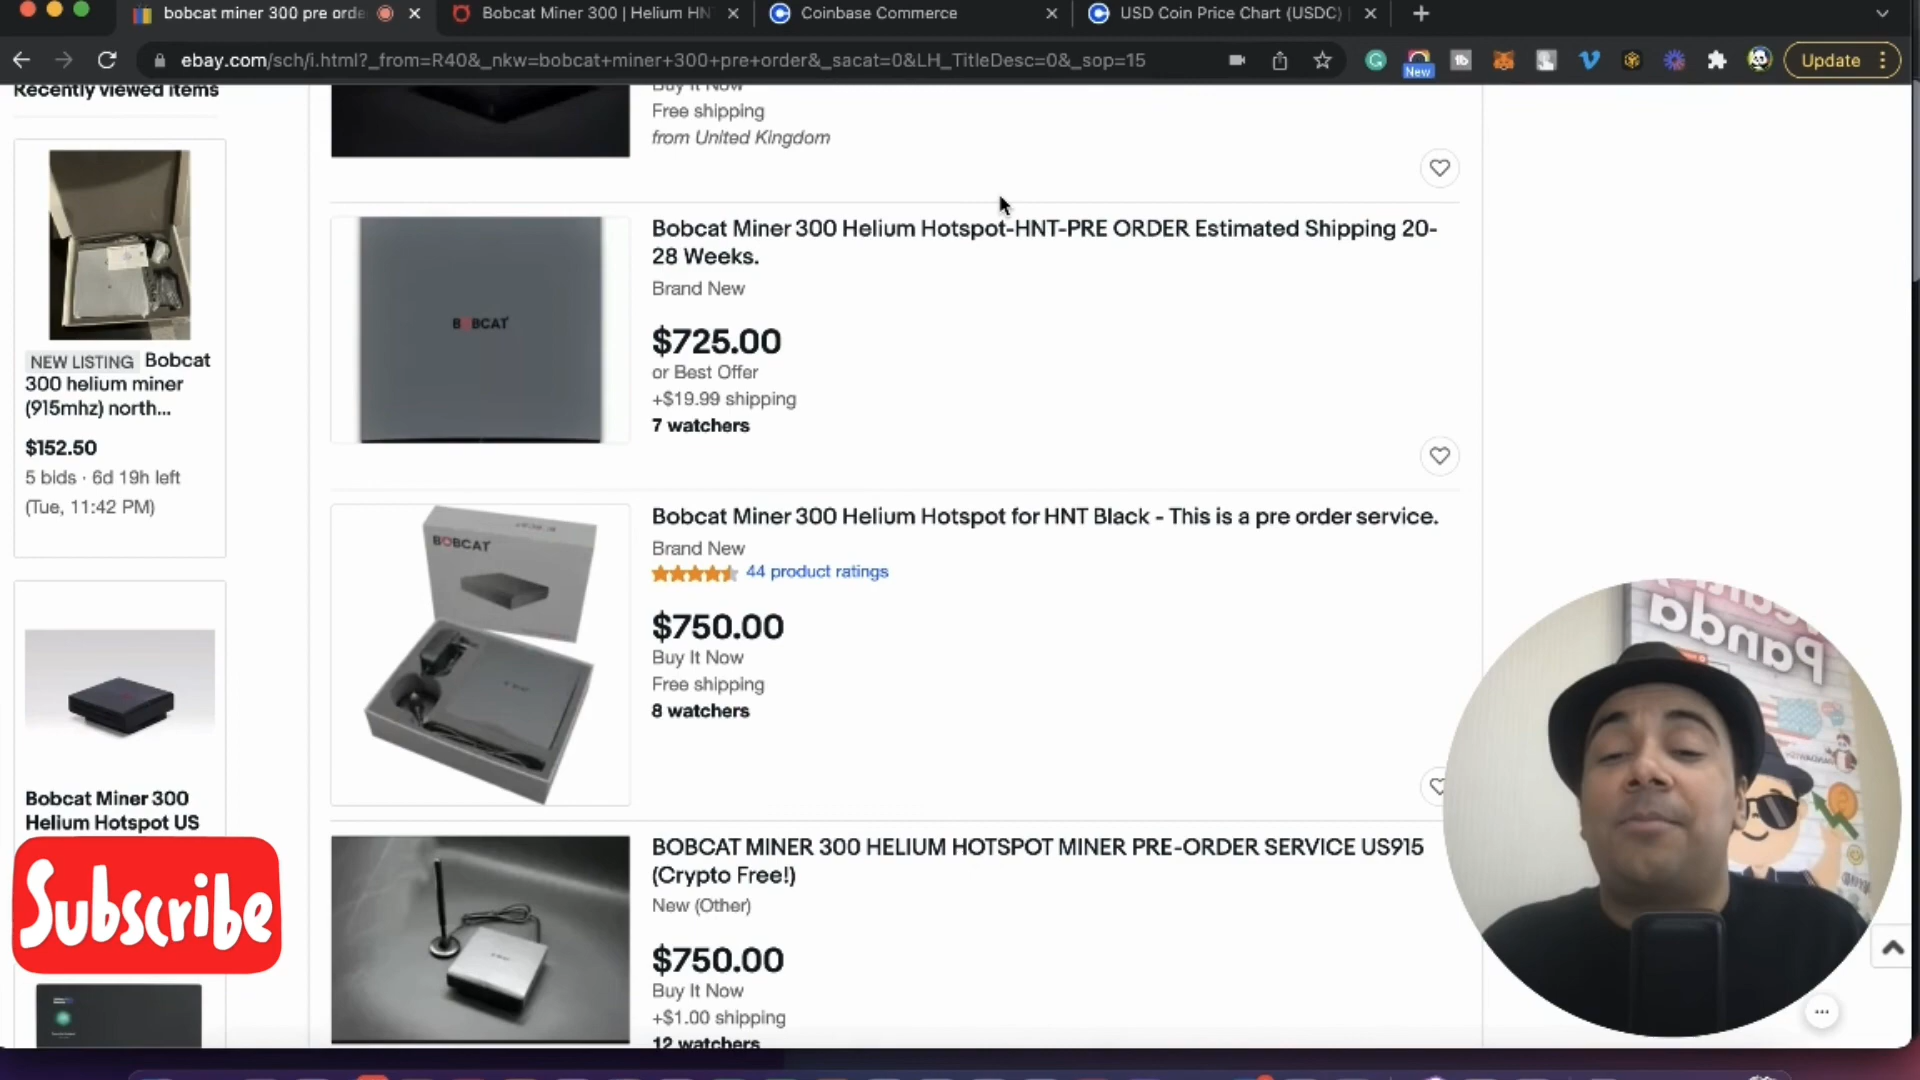 bobcat miner 300 pre orde
Bobcat Miner 300 | Helium HN
Coinbase Commerce
USD Coin Price Chart (USDC) |
ebay.com/sch/i.html?_from=R40&_nkw=bobcat+miner+300+pre+order&_sacat=0&LH_TitleDesc=0&_sop=15
New
Update
Recently viewed items
NEW LISTING Bobcat
300 helium miner
(915mhz) north...
$152.50
5 bids · 6d 19h left
(Tue, 11:42 PM)
Bobcat Miner 300
Helium Hotspot US
Subscribe
Buy It Now
Free shipping
from United Kingdom
BOBCAT
Bobcat Miner 300 Helium Hotspot-HNT-PRE ORDER Estimated Shipping 20-
28 Weeks.
Brand New
$725.00
or Best Offer
+$19.99 shipping
7 watchers
BOBCAT
Bobcat Miner 300 Helium Hotspot for HNT Black - This is a pre order service.
Brand New
44 product ratings
$750.00
Buy It Now
Free shipping
8 watchers
BOBCAT MINER 300 HELIUM HOTSPOT MINER PRE-ORDER SERVICE US915
(Crypto Free!)
New (Other)
$750.00
Buy It Now
+$1.00 shipping
12 watchers
Panda